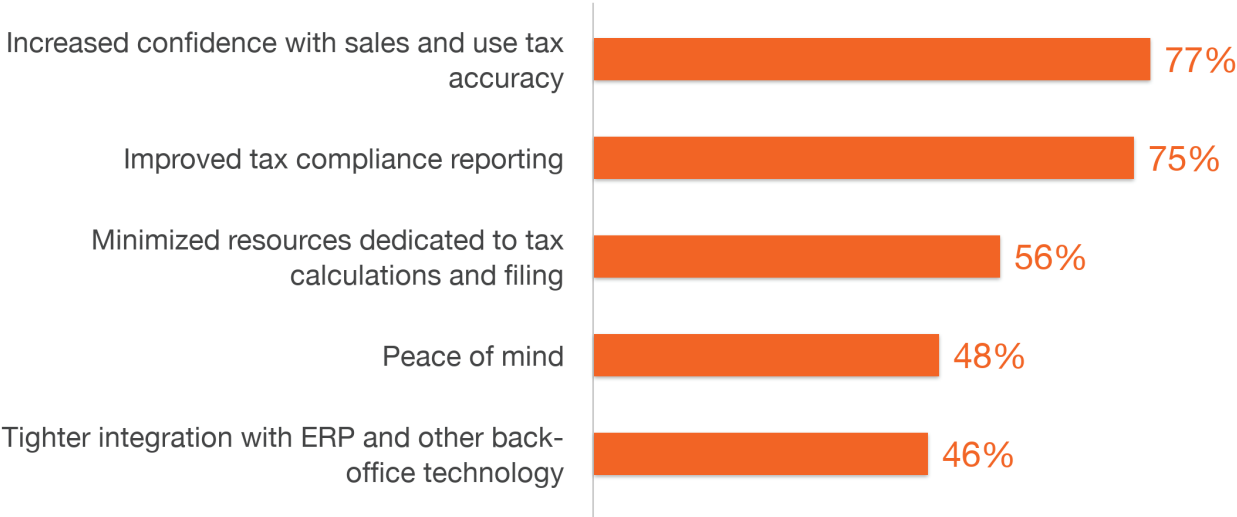 Increased confidence with sales and use tax
accuracy
77%
Improved tax compliance reporting
75%
Minimized resources dedicated to tax
calculations and filing
56%
Peace of mind
48%
Tighter integration with ERP and other back-
office technology
46%